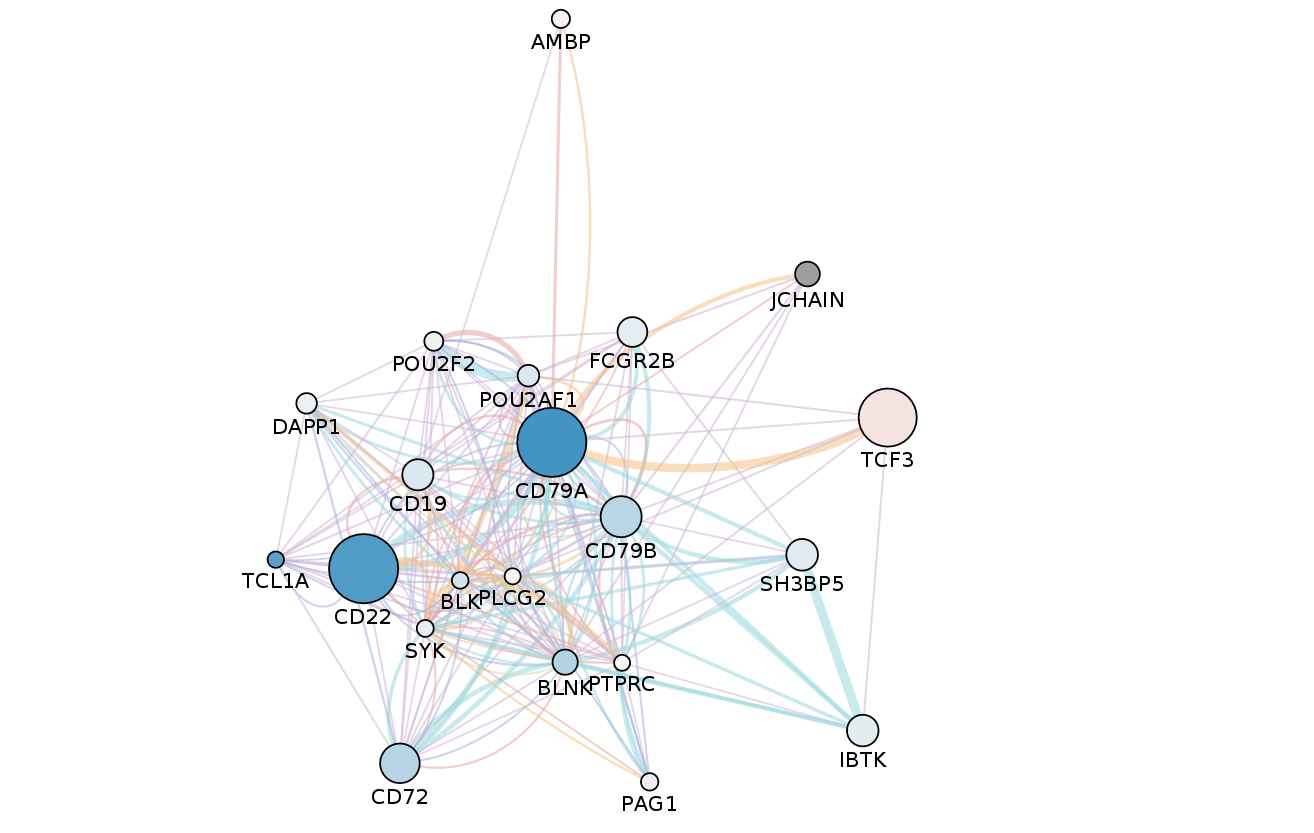 AMBP
JCHAIN
POU2F2
FCGR2B
POU2AF1
DAPP1
TCF3
CD79A
CD19
CD79B
TCL1A
SH3BP5
BLK
PLCG2
CD22
SYK
BLNK
PTPRC
IBTK
CD72
PAG1